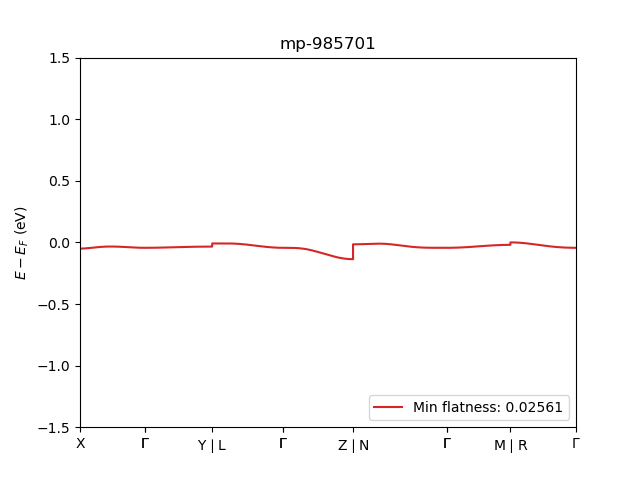 mp-985701
E − E_F (eV)
1.5
1.0
0.5
0.0
−0.5
−1.0
−1.5
Min flatness: 0.02561
X Γ Y | L Γ Z | N Γ M | R Γ